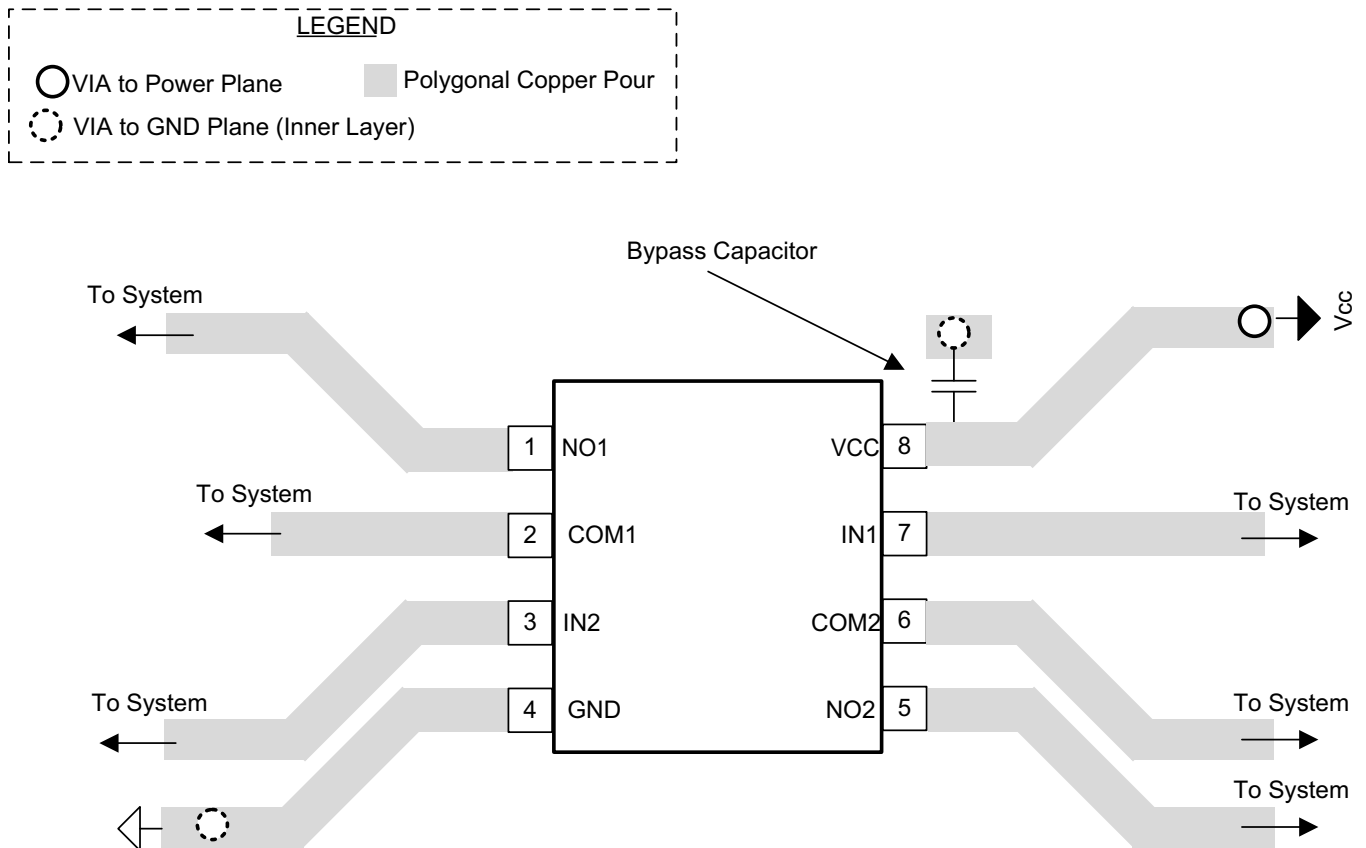 LEGEND
VIA to Power Plane
Polygonal Copper Pour
VIA to GND Plane (Inner Layer)
Bypass Capacitor
To System
Vcc
1 NO1
VCC 8
To System
To System
2 COM1
IN1 7
3 IN2
COM2 6
To System
To System
4 GND
NO2 5
To System